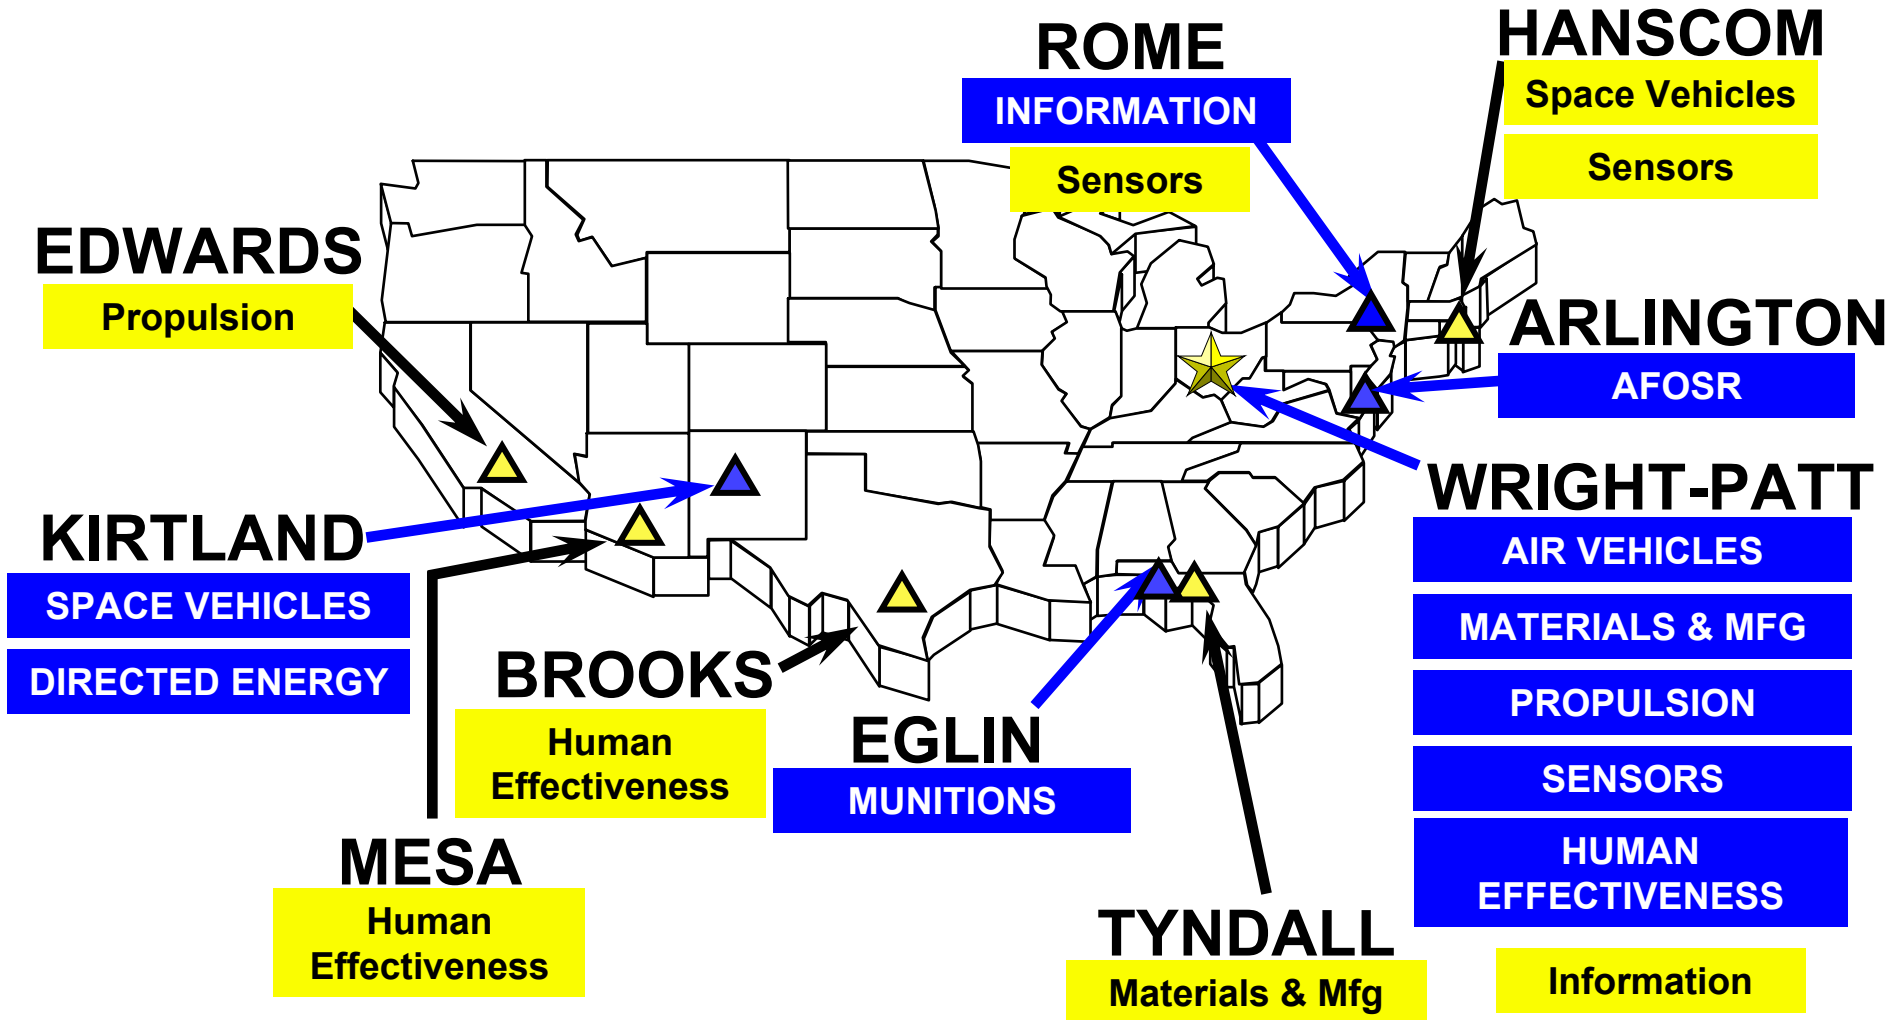 ROME
INFORMATION
Sensors
HANSCOM
Space Vehicles
Sensors
EDWARDS
Propulsion
ARLINGTON
AFOSR
KIRTLAND
SPACE VEHICLES
DIRECTED ENERGY
WRIGHT-PATT
AIR VEHICLES
MATERIALS & MFG
PROPULSION
SENSORS
HUMAN
EFFECTIVENESS
Information
BROOKS
Human
Effectiveness
EGLIN
MUNITIONS
MESA
Human
Effectiveness
TYNDALL
Materials & Mfg